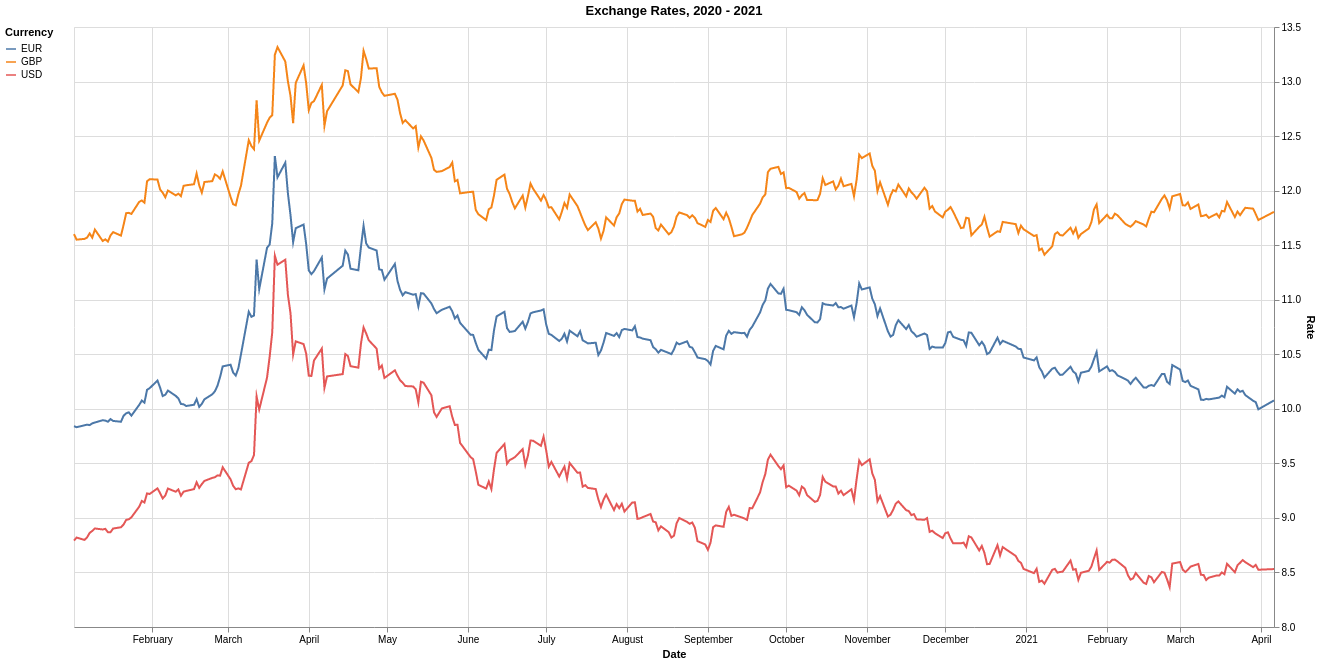 Exchange Rates, 2020 - 2021
Currency
EUR
GBP
USD
13.5
13.0
12.5
12.0
11.5
11.0
10.5
10.0
9.5
9.0
8.5
8.0
Rate
February March April May June July August September October November December 2021 February March April
Date